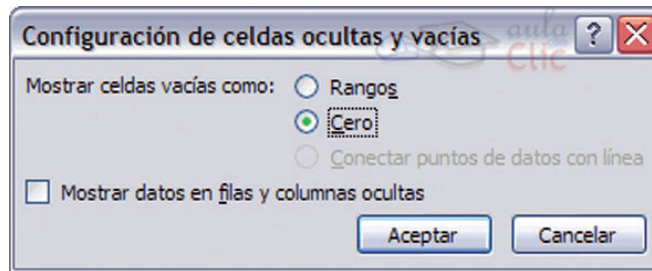 Configuración de celdas ocultas y vacías
aula
Clic
?
Mostrar celdas vacías como:
Rangos
Cero
Conectar puntos de datos con línea
Mostrar datos en filas y columnas ocultas
Aceptar Cancelar